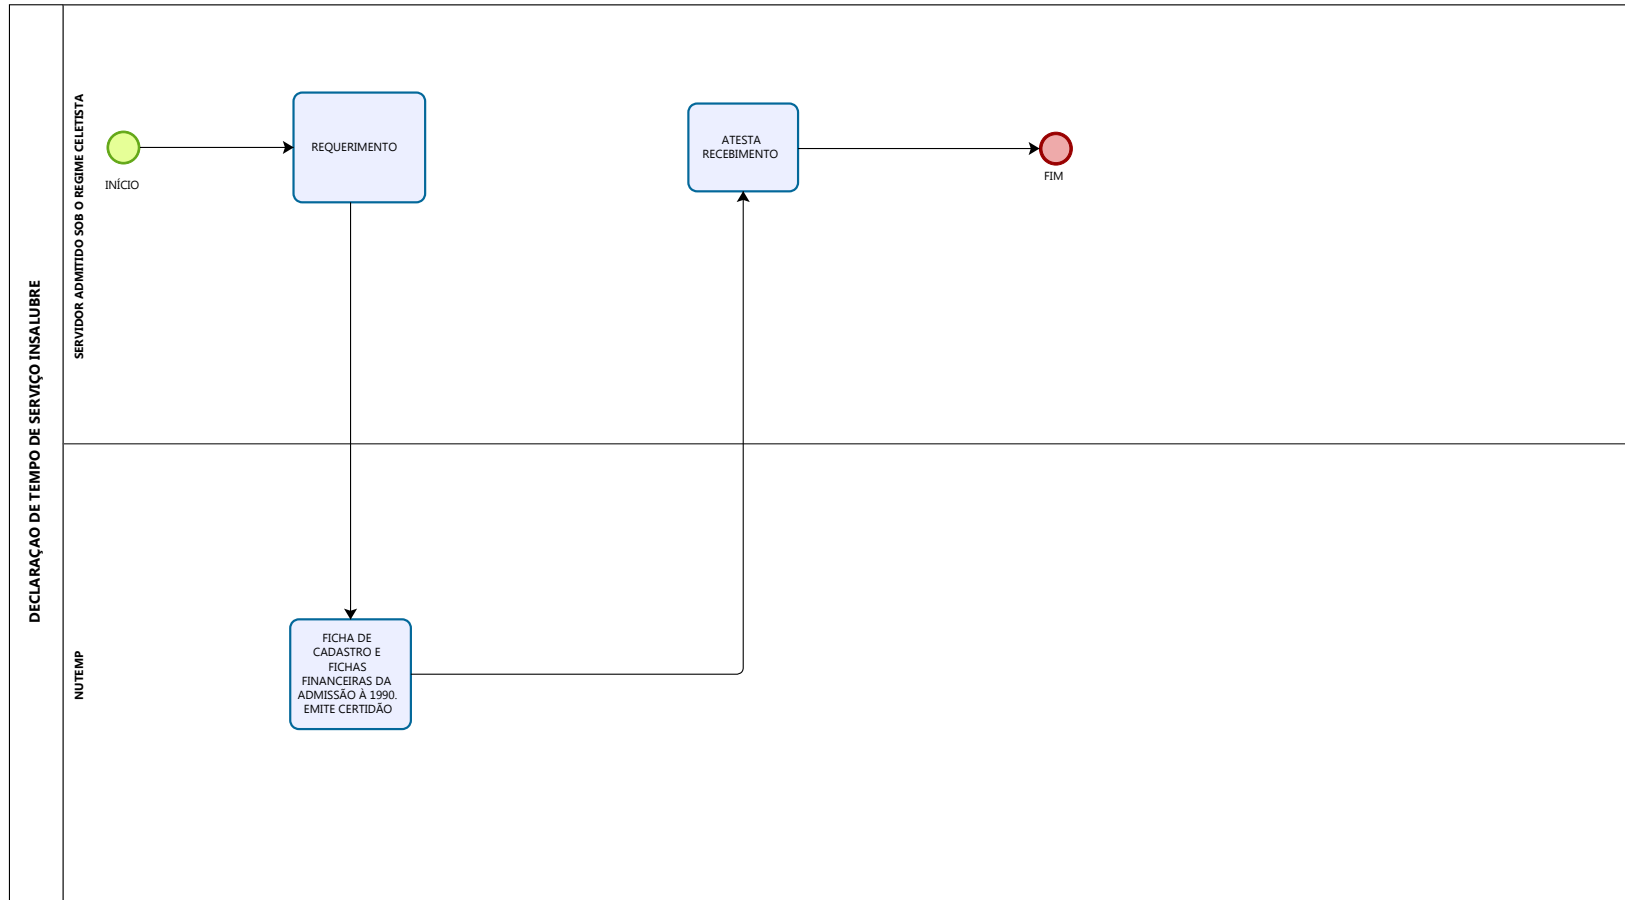 DECLARAÇAO DE TEMPO DE SERVIÇO INSALUBRE
SERVIDOR ADMITIDO SOB O REGIME CELETISTA
INÍCIO
REQUERIMENTO
ATESTA
RECEBIMENTO
FIM
NUTEMP
FICHA DE
CADASTRO E
FICHAS
FINANCEIRAS DA
ADMISSÃO À 1990.
EMITE CERTIDÃO